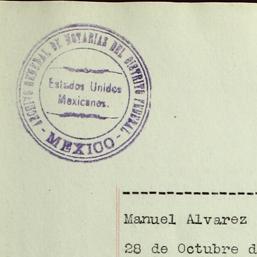 ARCHIVO GENERAL DE NOTARIAS DEL DISTRITO FEDERAL
Estados Unidos
Mexicanos.
- MEXICO -
Manuel Alvarez
28 de Octubre d